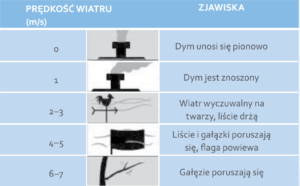 PRĘDKOŚĆ WIATRU
(m/s)
ZJAWISKA
0
Dym unosi się pionowo
1
Dym jest znoszony
2–3
Wiatr wyczuwalny na
twarzy, liście drżą
4–5
Liście i gałązki poruszają
się, flaga powiewa
6–7
Gałęzie poruszają się